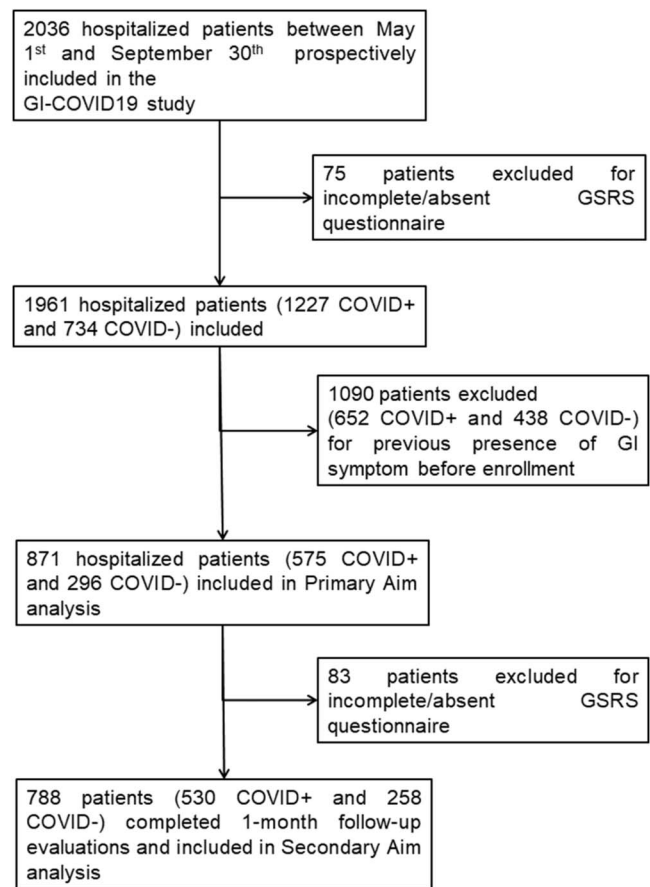 2036 hospitalized patients between May
1st and September 30th prospectively
included in the
GI-COVID19 study
75 patients excluded for
incomplete/absent GSRS
questionnaire
1961 hospitalized patients (1227 COVID+
and 734 COVID-) included
1090 patients excluded
(652 COVID+ and 438 COVID-)
for previous presence of GI
symptom before enrollment
871 hospitalized patients (575 COVID+
and 296 COVID-) included in Primary Aim
analysis
83 patients excluded for
incomplete/absent GSRS
questionnaire
788 patients (530 COVID+ and 258
COVID-) completed 1-month follow-up
evaluations and included in Secondary Aim
analysis